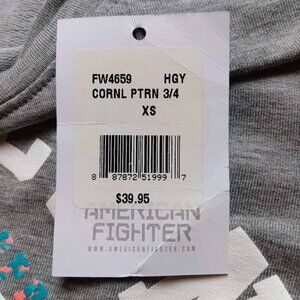 FW4659 HGY
CORNL PTRN 3/4
XS
8 87872 51999 7
$39.95
AMERICAN
FIGHTER
WWW.AMERICANFIGHTER.COM